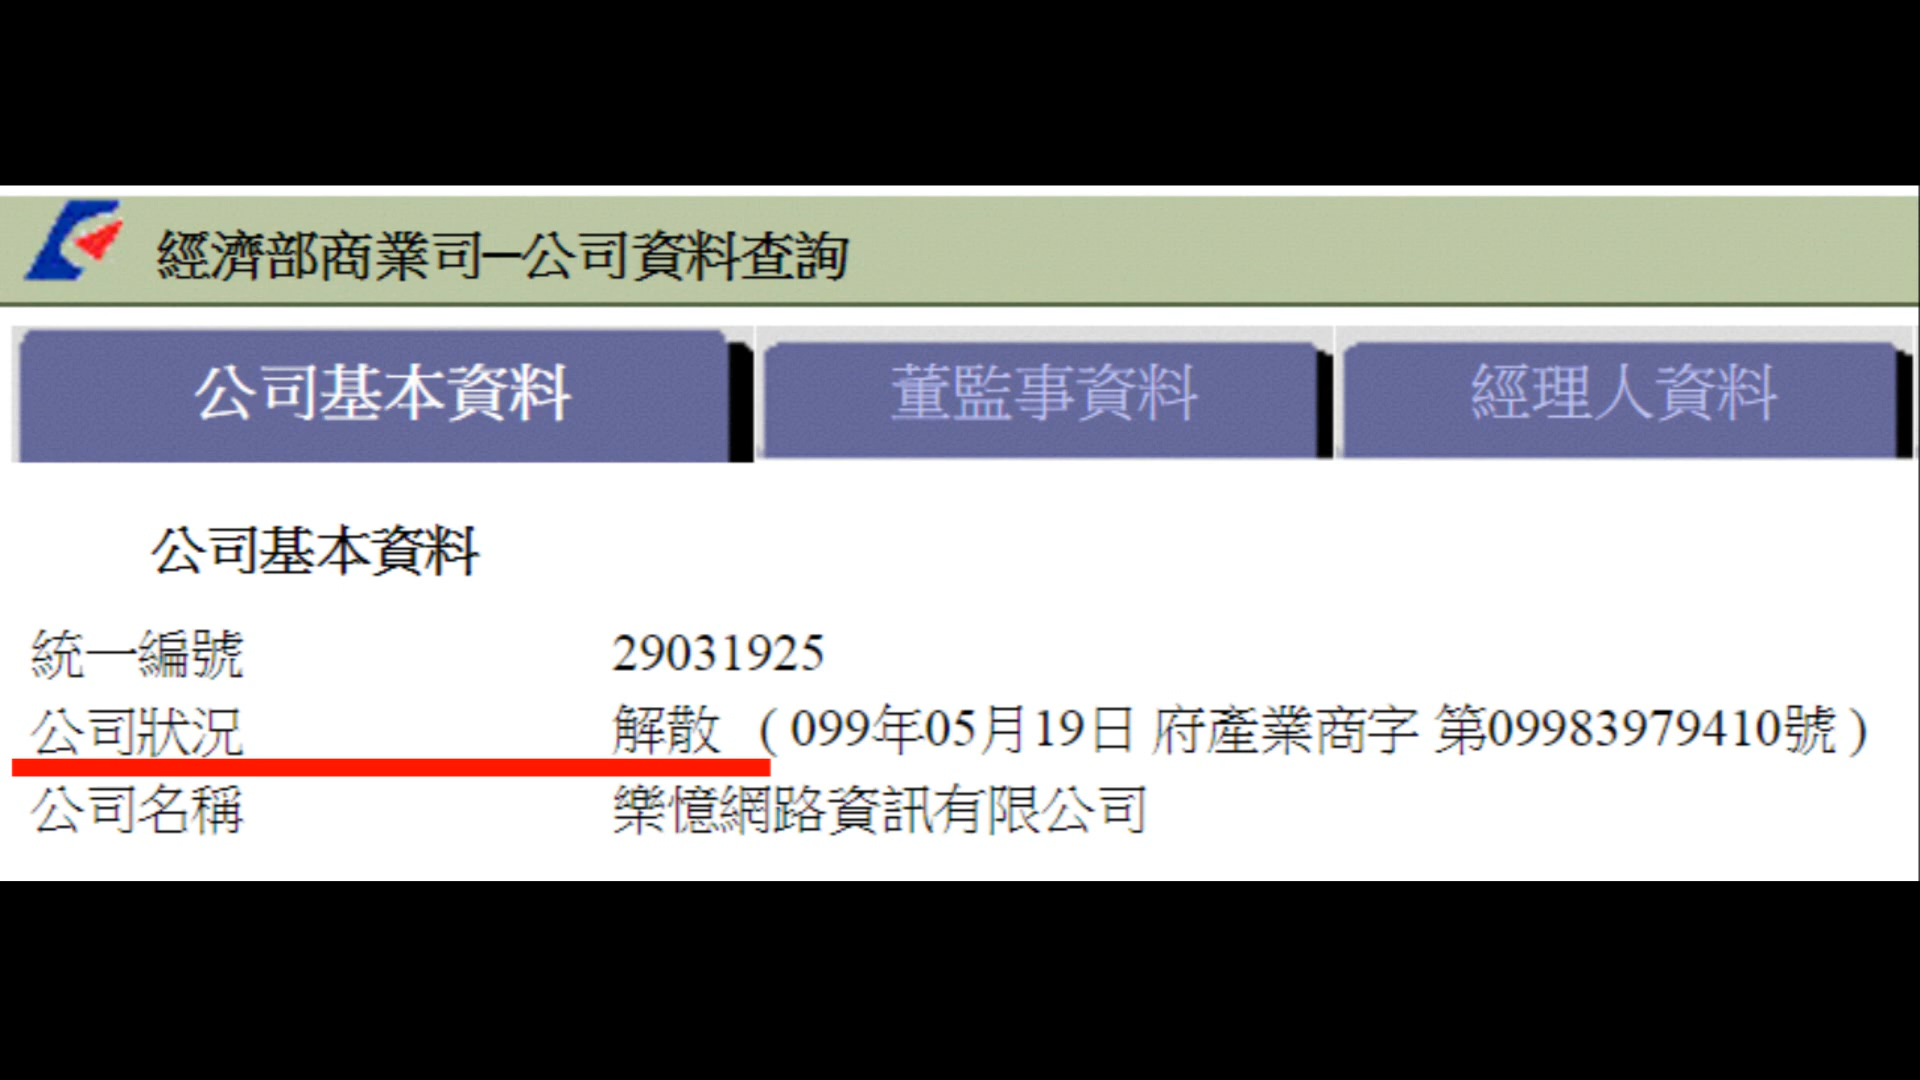 經濟部商業司─公司資料查詢
公司基本資料 董監事資料 經理人資料
公司基本資料
統一編號 29031925
公司狀況 解散 ( 099年05月19日 府產業商字 第09983979410號 )
公司名稱 樂憶網路資訊有限公司